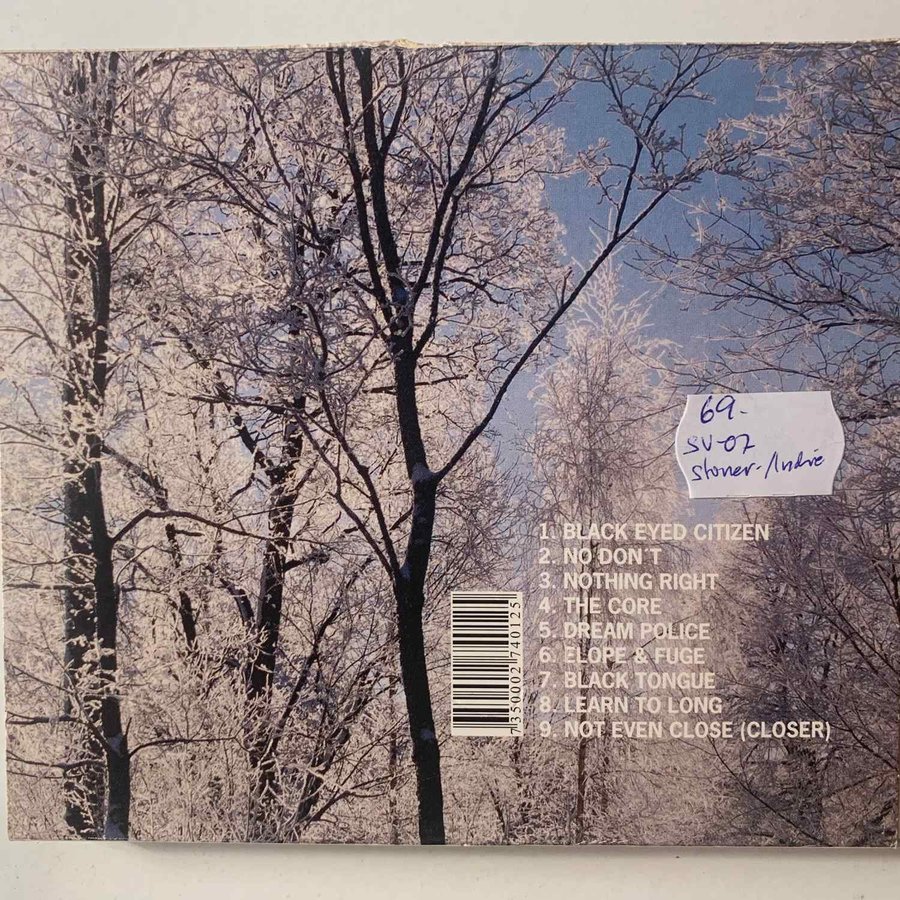 69.-
SV-07
Stoner-/Indie
1. BLACK EYED CITIZEN
2. NO DON´T
3. NOTHING RIGHT
4. THE CORE
5. DREAM POLICE
6. ELOPE & FUGE
7. BLACK TONGUE
8. LEARN TO LONG
9. NOT EVEN CLOSE (CLOSER)
7350002740125